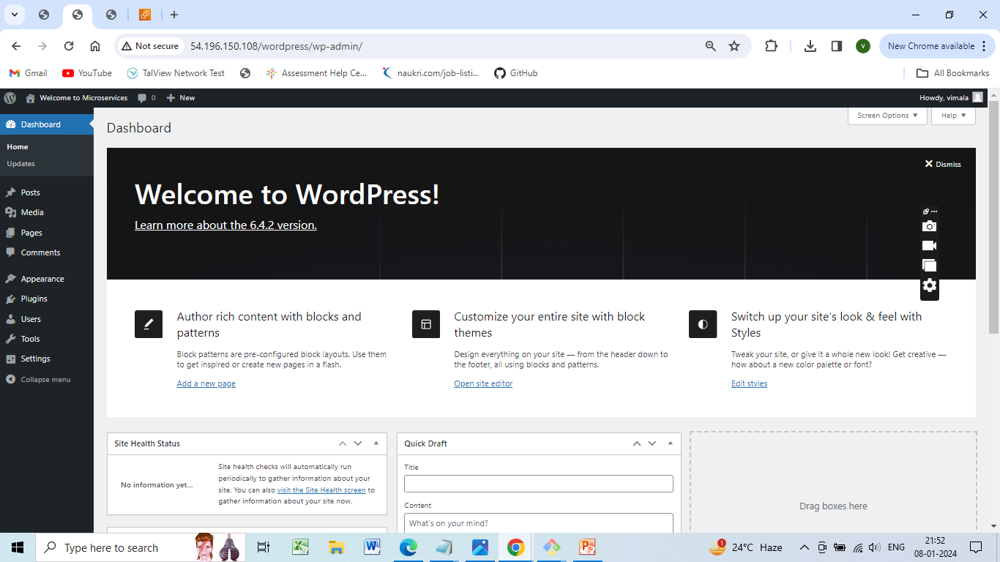 Not secure
54.196.150.108/wordpress/wp-admin/
V
New Chrome available
Gmail
YouTube
TalView Network Test
Assessment Help Ce...
naukri.com/job-listi...
GitHub
All Bookmarks
Welcome to Microservices
0
New
Howdy, vimala
Dashboard
Home
Updates
Posts
Media
Pages
Comments
Appearance
Plugins
Users
Tools
Settings
Collapse menu
Dashboard
Screen Options
Help
Dismiss
Welcome to WordPress!
Learn more about the 6.4.2 version.
Author rich content with blocks and
patterns
Block patterns are pre-configured block layouts. Use them
to get inspired or create new pages in a flash.
Add a new page
Customize your entire site with block
themes
Design everything on your site — from the header down to
the footer, all using blocks and patterns.
Open site editor
Switch up your site's look & feel with
Styles
Tweak your site, or give it a whole new look! Get creative —
how about a new color palette or font?
Edit styles
Site Health Status
No information yet...
Site health checks will automatically run
periodically to gather information about your
site. You can also visit the Site Health screen to
gather information about your site now.
Quick Draft
Title
Content
What's on your mind?
Drag boxes here
Type here to search
1
24°C Haze
ENG
21:52
08-01-2024